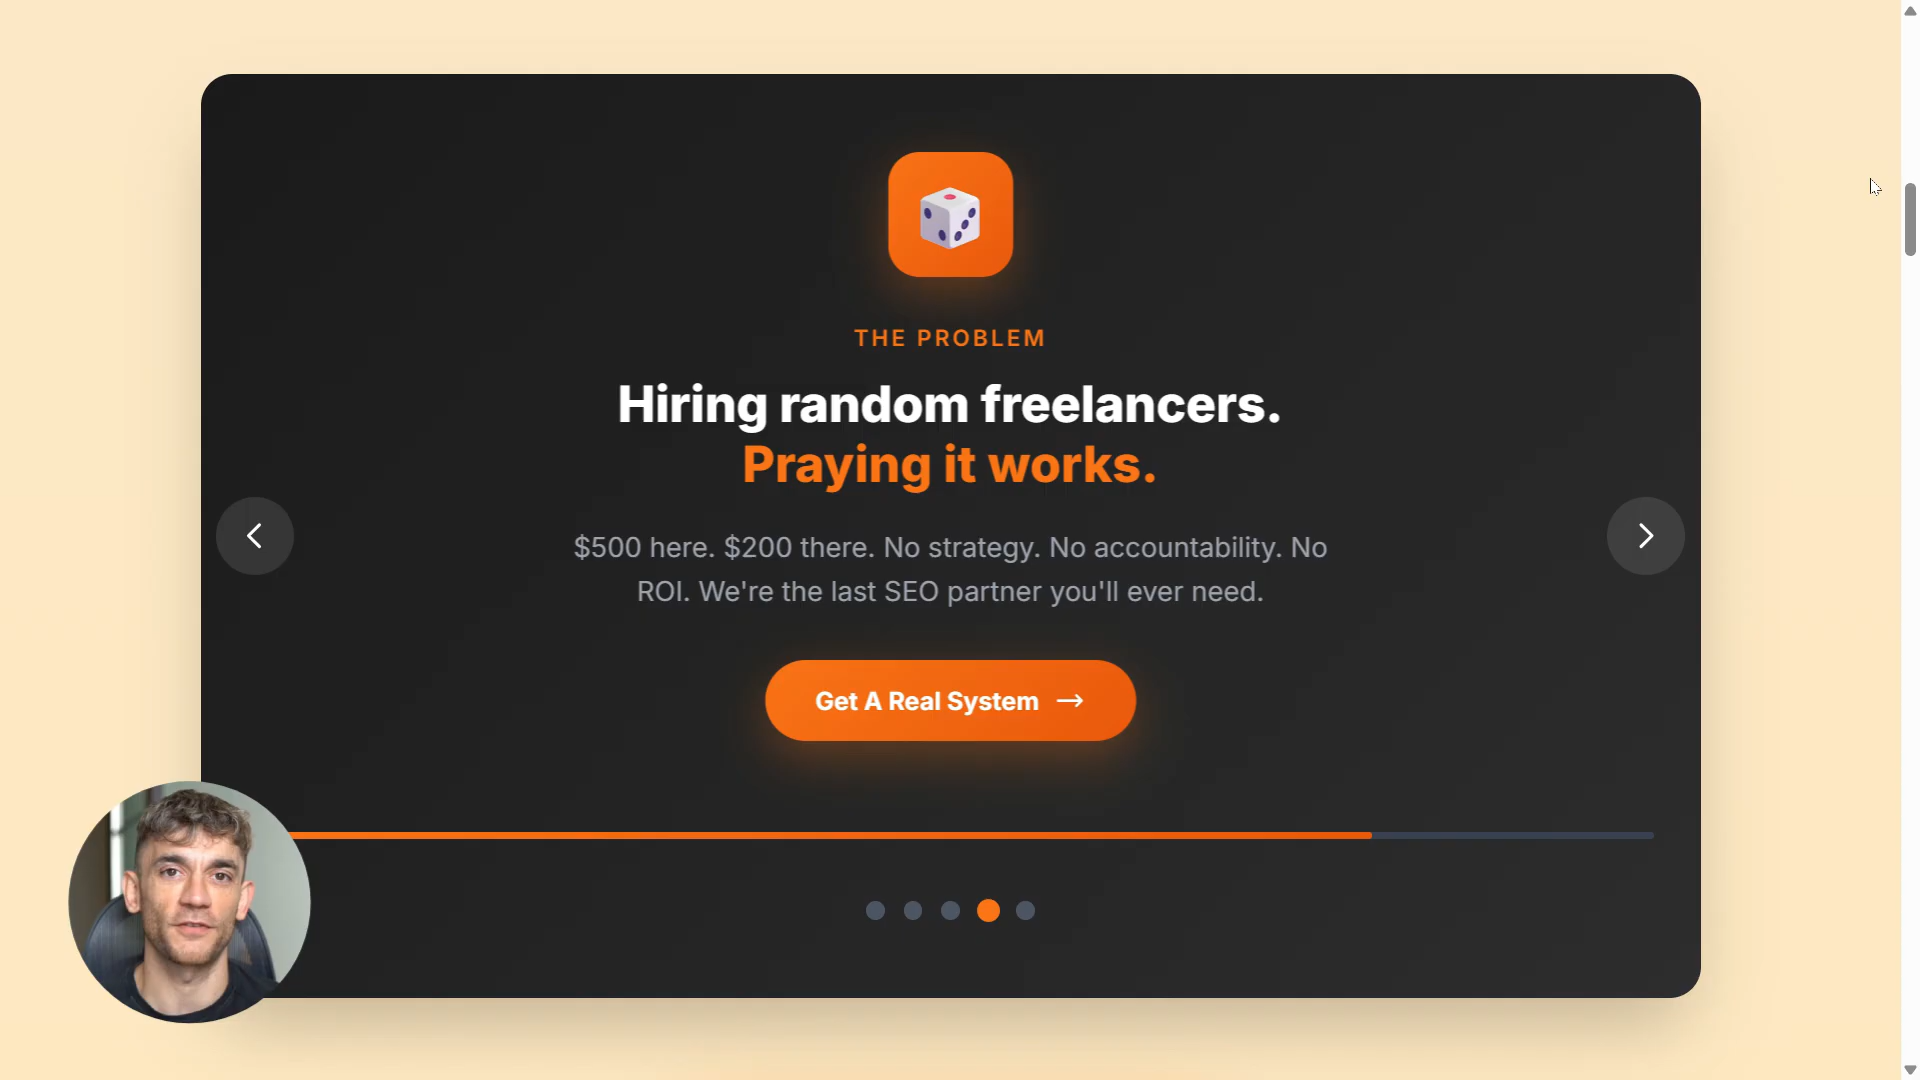 THE PROBLEM
Hiring random freelancers.
Praying it works.
$500 here. $200 there. No strategy. No accountability. No
ROI. We're the last SEO partner you'll ever need.
Get A Real System →